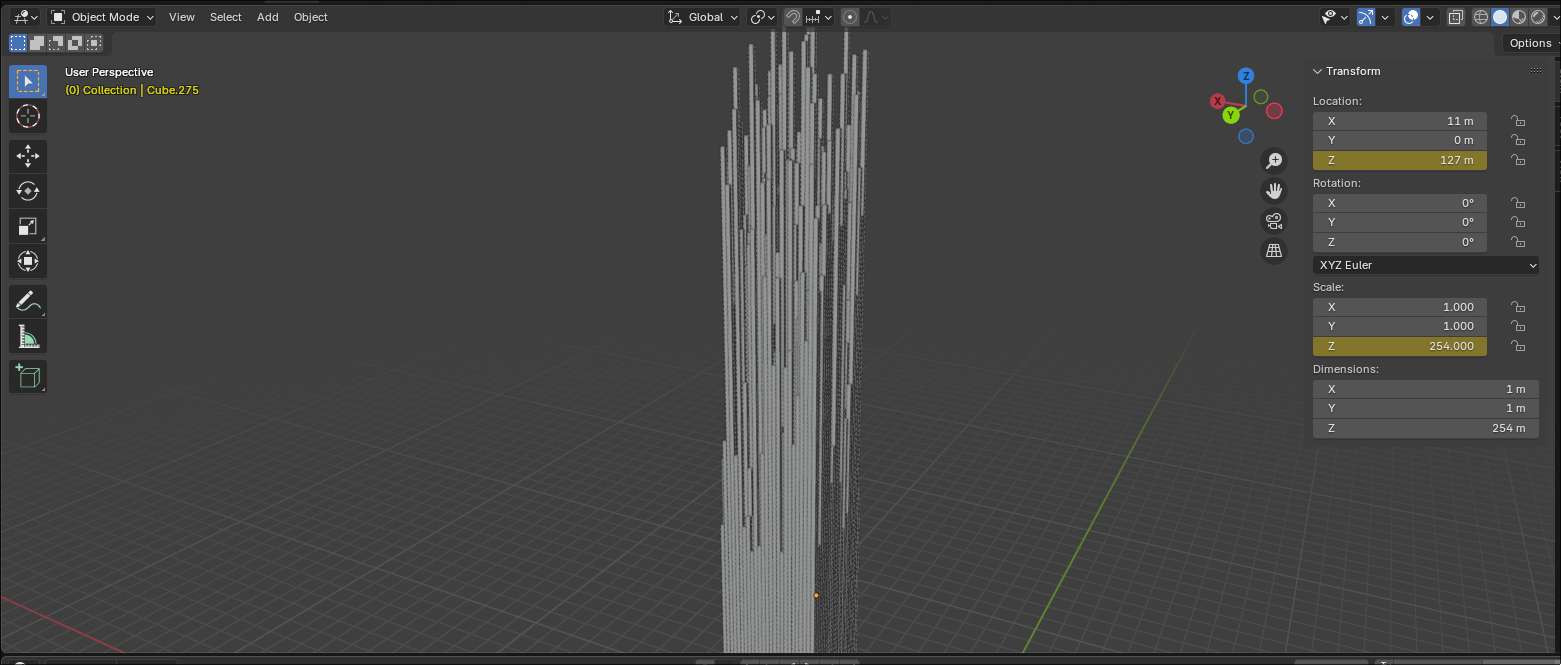 Object Mode View Select Add Object Global
Options
User Perspective
(0) Collection | Cube.275
Z
X
Y
Transform
Location:
X 11 m
Y 0 m
Z 127 m
Rotation:
X 0°
Y 0°
Z 0°
XYZ Euler
Scale:
X 1.000
Y 1.000
Z 254.000
Dimensions:
X 1 m
Y 1 m
Z 254 m